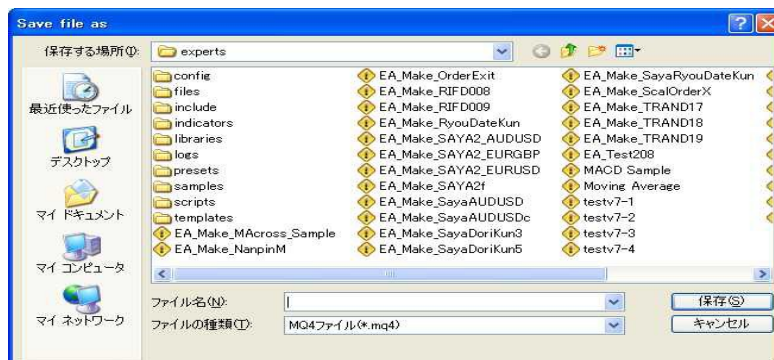 Save file as
保存する場所(I):
experts
最近使ったファイル
デスクトップ
マイ ドキュメント
マイ コンピュータ
マイ ネットワーク
config
files
include
indicators
libraries
logs
presets
samples
scripts
templates
EA_Make_MAcross_Sample
EA_Make_NanpinM
EA_Make_OrderExit
EA_Make_RIFD008
EA_Make_RIFD009
EA_Make_RyouDateKun
EA_Make_SAYA2_AUDUSD
EA_Make_SAYA2_EURGBP
EA_Make_SAYA2_EURUSD
EA_Make_SAYA2f
EA_Make_SayaAUDUSD
EA_Make_SayaAUDUSDc
EA_Make_SayaDoriKun3
EA_Make_SayaDoriKun5
EA_Make_SayaRyouDateKun
EA_Make_ScalOrderX
EA_Make_TRAND17
EA_Make_TRAND18
EA_Make_TRAND19
EA_Test208
MACD Sample
Moving Average
testv7-1
testv7-2
testv7-3
testv7-4
ファイル名(N):
保存(S)
ファイルの種類(T):
MQ4ファイル(*.mq4)
キャンセル